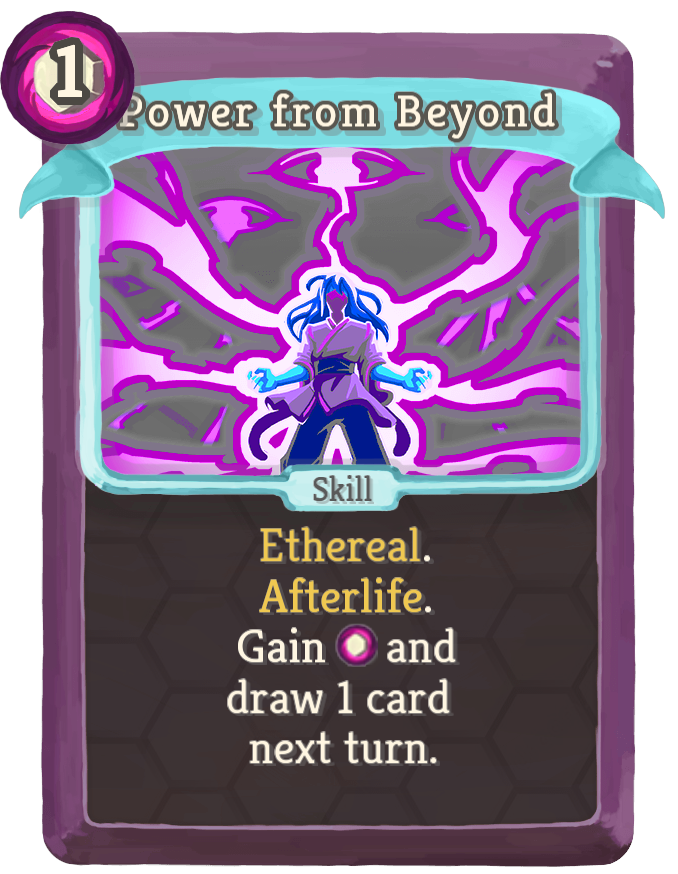 1
Power from Beyond
Skill
Ethereal.
Afterlife.
Gain and
draw 1 card
next turn.